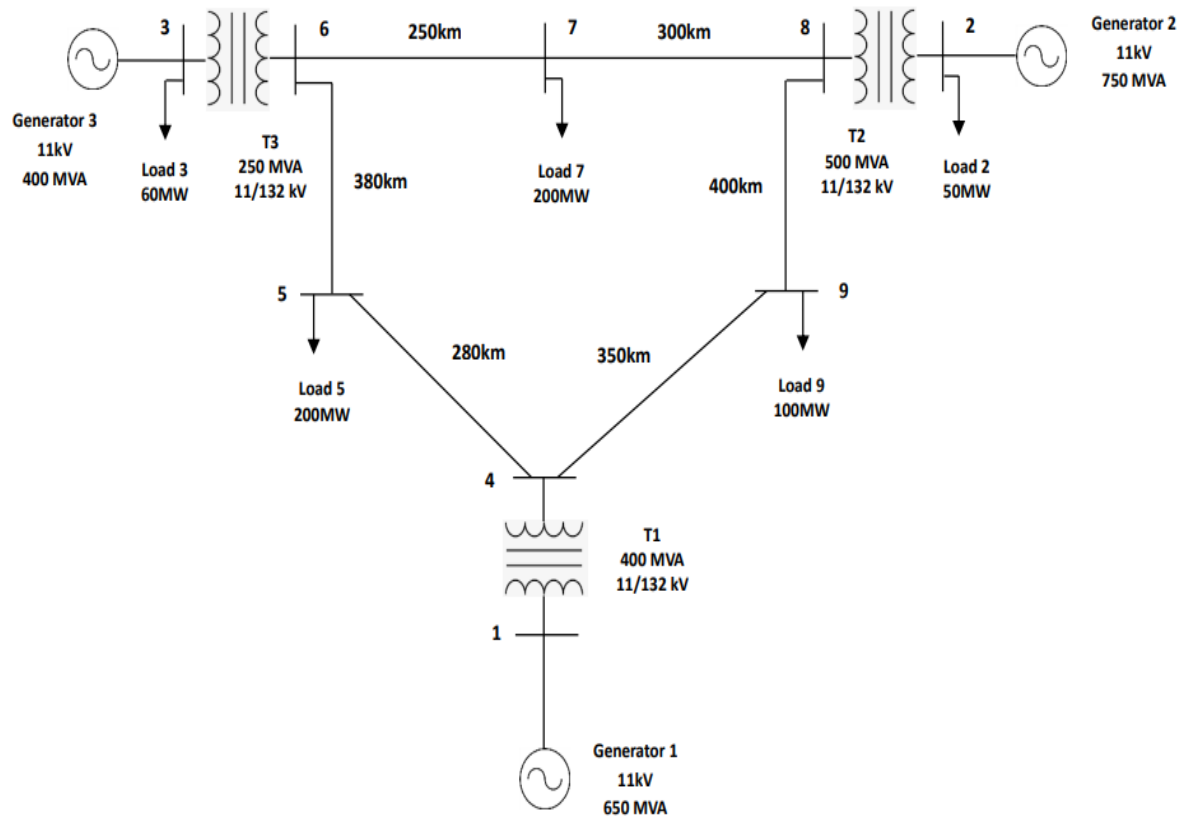 3
6
250km
7
300km
8
2
Generator 2
11kV
750 MVA
Generator 3
11kV
400 MVA
Load 3
60MW
T3
250 MVA
11/132 kV
Load 7
200MW
T2
500 MVA
11/132 kV
Load 2
50MW
380km
400km
5
9
280km
350km
Load 5
200MW
Load 9
100MW
4
T1
400 MVA
11/132 kV
1
Generator 1
11kV
650 MVA